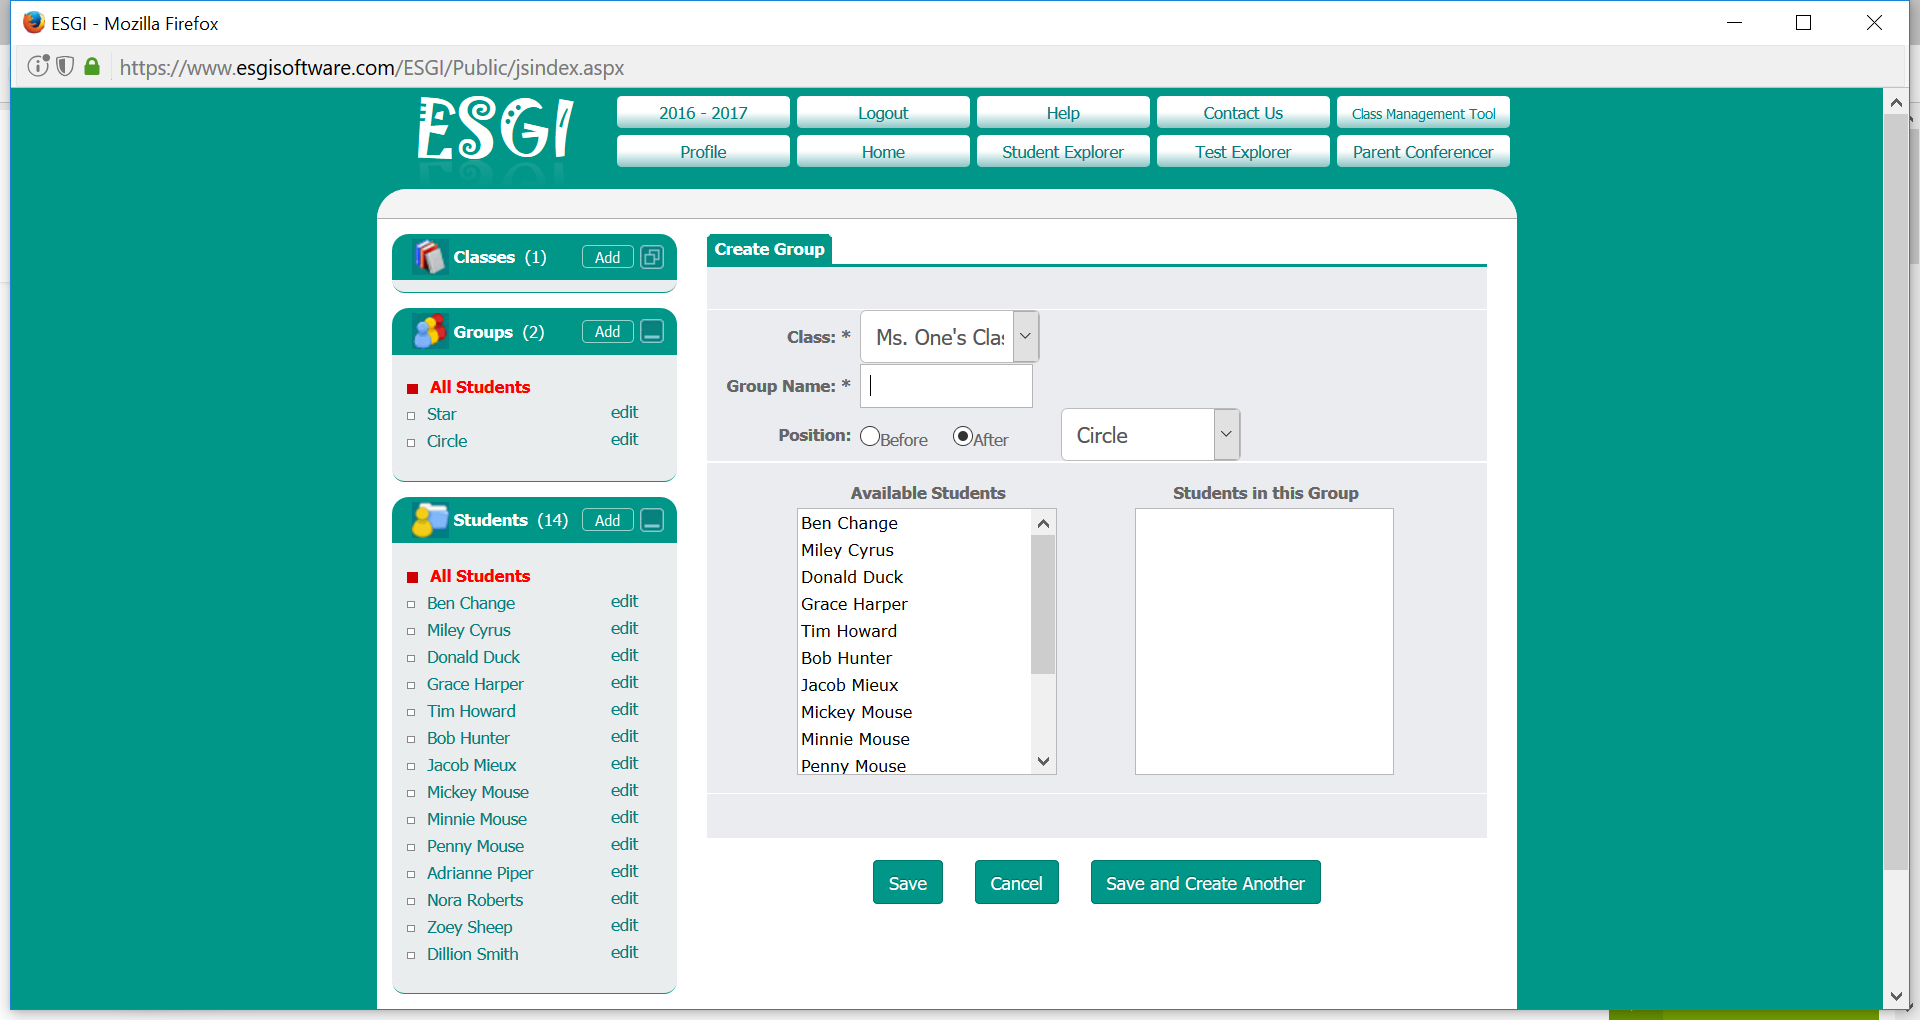 ESGI - Mozilla Firefox
https://www.esgisoftware.com/ESGI/Public/jsindex.aspx
ESGI
2016 - 2017
Logout
Help
Contact Us
Class Management Tool
Profile
Home
Student Explorer
Test Explorer
Parent Conferencer
Classes (1)
Add
Groups (2)
Add
All Students
Star edit
Circle edit
Students (14)
Add
All Students
Ben Change edit
Miley Cyrus edit
Donald Duck edit
Grace Harper edit
Tim Howard edit
Bob Hunter edit
Jacob Mieux edit
Mickey Mouse edit
Minnie Mouse edit
Penny Mouse edit
Adrianne Piper edit
Nora Roberts edit
Zoey Sheep edit
Dillion Smith edit
Create Group
Class: * Ms. One's Clas
Group Name: *
Position: Before After Circle
Available Students
Ben Change
Miley Cyrus
Donald Duck
Grace Harper
Tim Howard
Bob Hunter
Jacob Mieux
Mickey Mouse
Minnie Mouse
Penny Mouse
Students in this Group
Save
Cancel
Save and Create Another